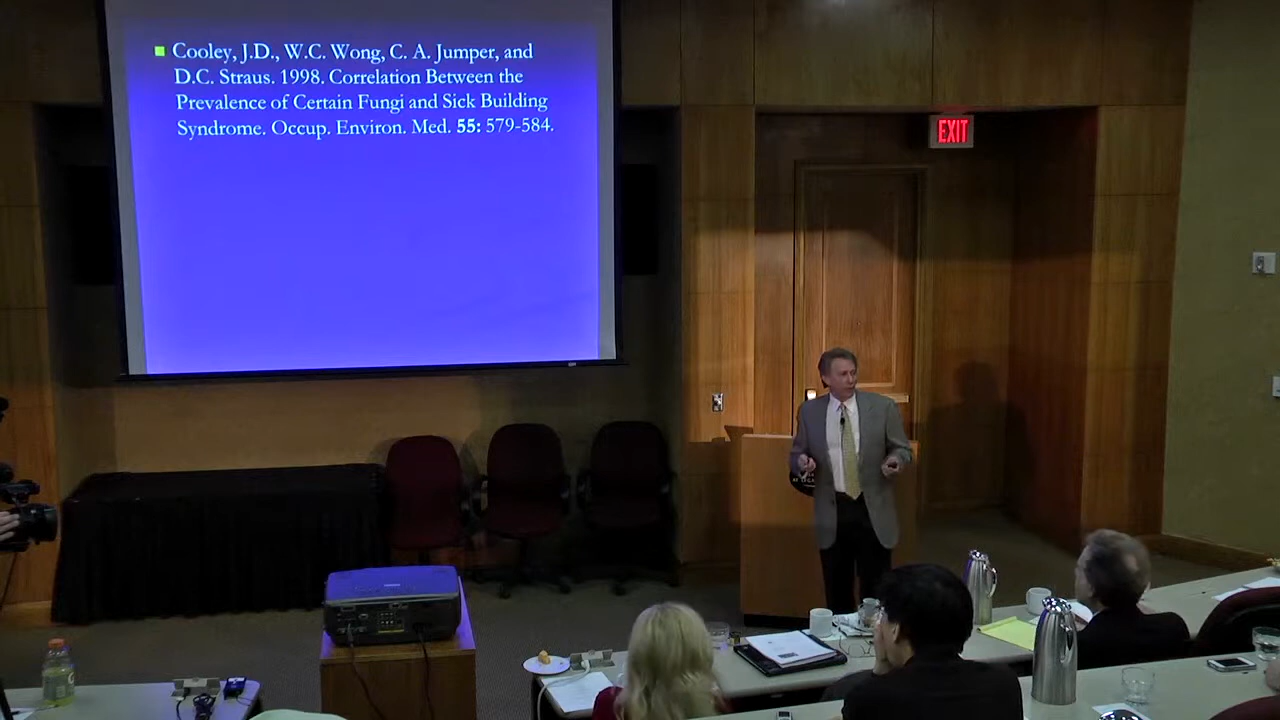 Cooley, J.D., W.C. Wong, C. A. Jumper, and
D.C. Straus. 1998. Correlation Between the
Prevalence of Certain Fungi and Sick Building
Syndrome. Occup. Environ. Med. 55: 579-584.
EXIT